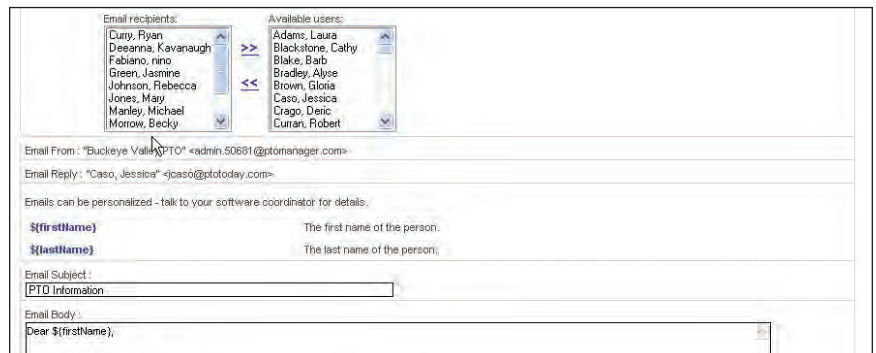 Email recipients:
Available users:
Curry, Ryan
Deeanna, Kavanaugh
Fabiano, nino
Green, Jasmine
Johnson, Rebecca
Jones, Mary
Manley, Michael
Morrow, Becky
>>
<<
Adams, Laura
Blackstone, Cathy
Blake, Barb
Bradley, Alyse
Brown, Gloria
Caso, Jessica
Crago, Deric
Curran, Robert
Email From : "Buckeye Valley PTO" <admin.50681@ptomanager.com>
Email Reply : "Caso, Jessica" <jcaso@ptotoday.com>
Emails can be personalized - talk to your software coordinator for details.
${firstName} The first name of the person.
${lastName} The last name of the person.
Email Subject :
PTO Information
Email Body :
Dear ${firstName},